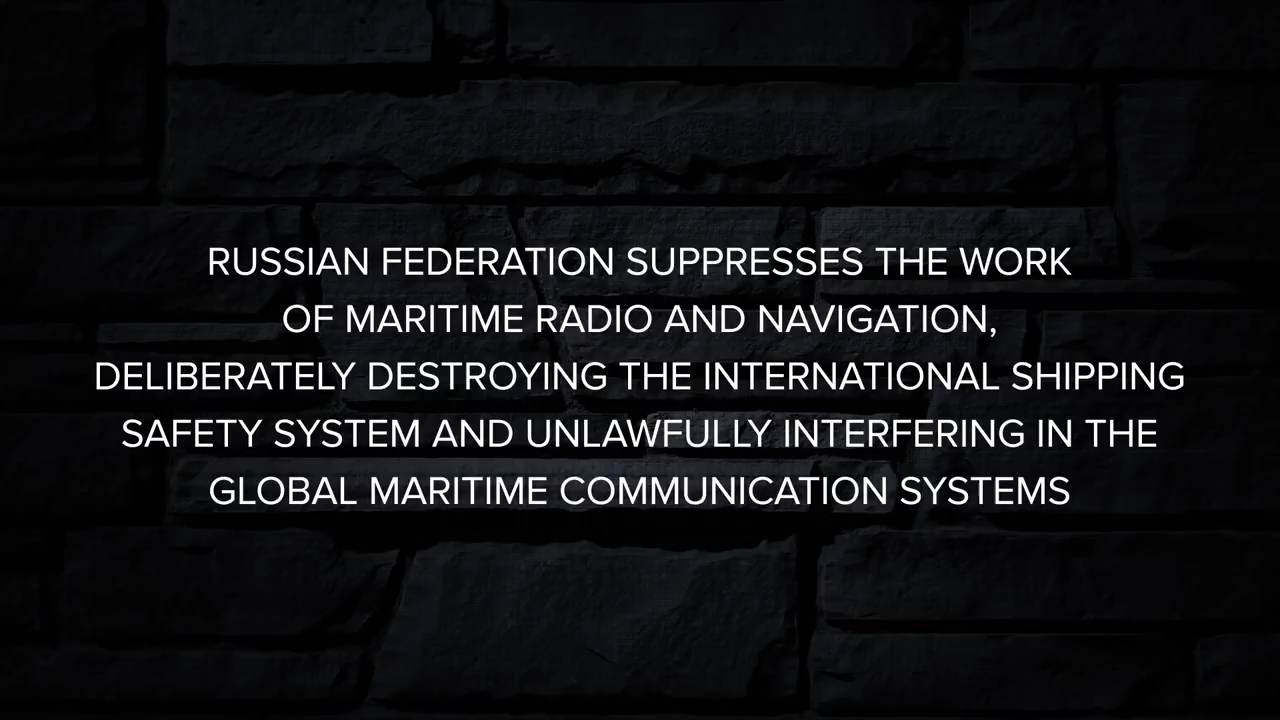 RUSSIAN FEDERATION SUPPRESSES THE WORK
OF MARITIME RADIO AND NAVIGATION,
DELIBERATELY DESTROYING THE INTERNATIONAL SHIPPING
SAFETY SYSTEM AND UNLAWFULLY INTERFERING IN THE
GLOBAL MARITIME COMMUNICATION SYSTEMS